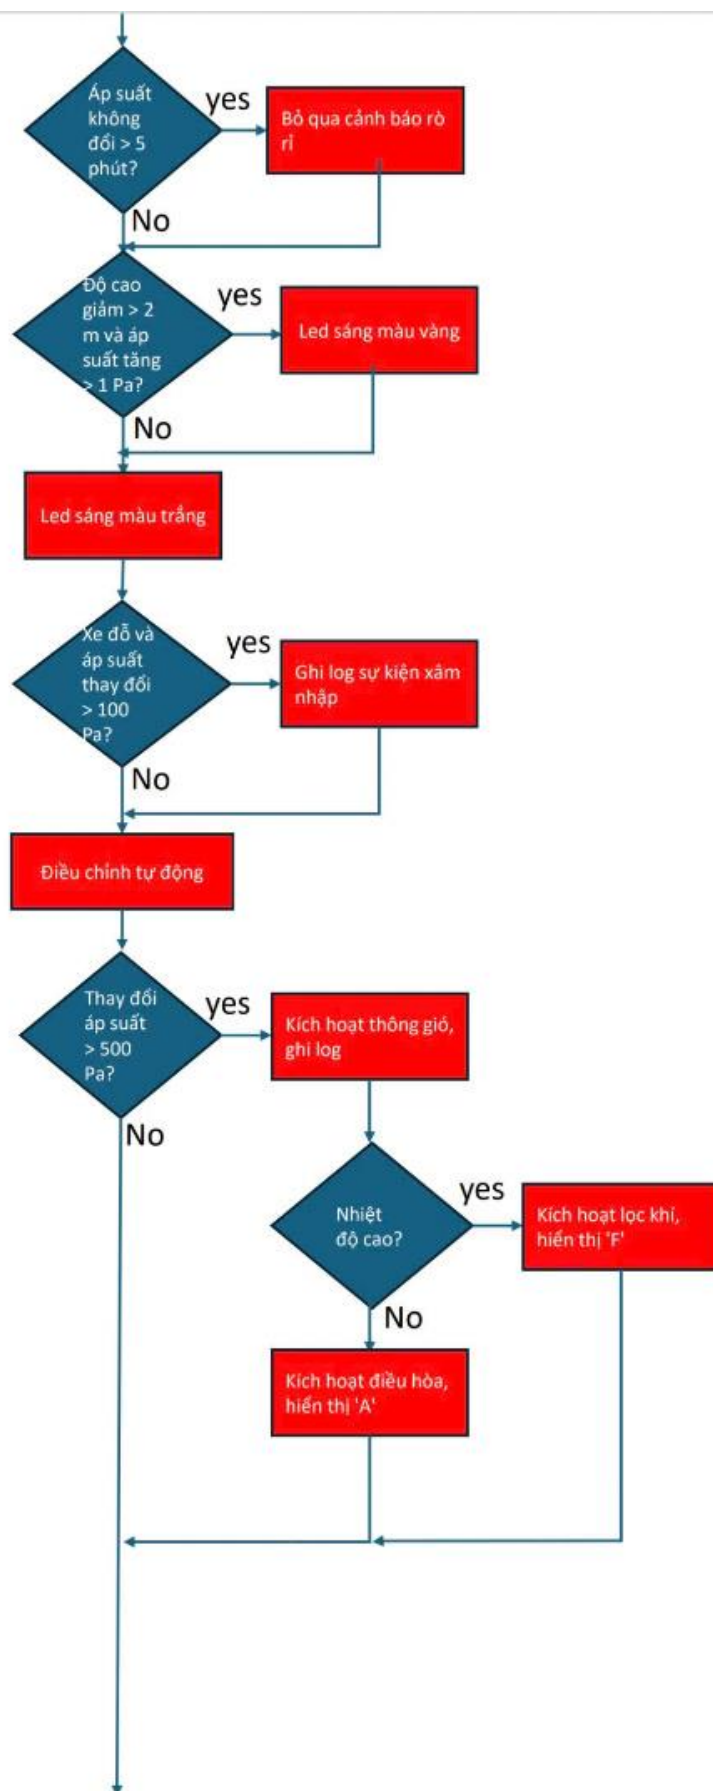 Áp suất
không
đổi > 5
phút?
yes
Bỏ qua cảnh báo rò
rỉ
No
Độ cao
giảm > 2
m và áp
suất tăng
> 1 Pa?
yes
Led sáng màu vàng
No
Led sáng màu trắng
Xe đỗ và
áp suất
thay đổi
> 100
Pa?
yes
Ghi log sự kiện xâm
nhập
No
Điều chỉnh tự động
Thay đổi
áp suất
> 500
Pa?
yes
Kích hoạt thông gió,
ghi log
No
Nhiệt
độ cao?
yes
Kích hoạt lọc khí,
hiển thị 'F'
No
Kích hoạt điều hòa,
hiển thị 'A'